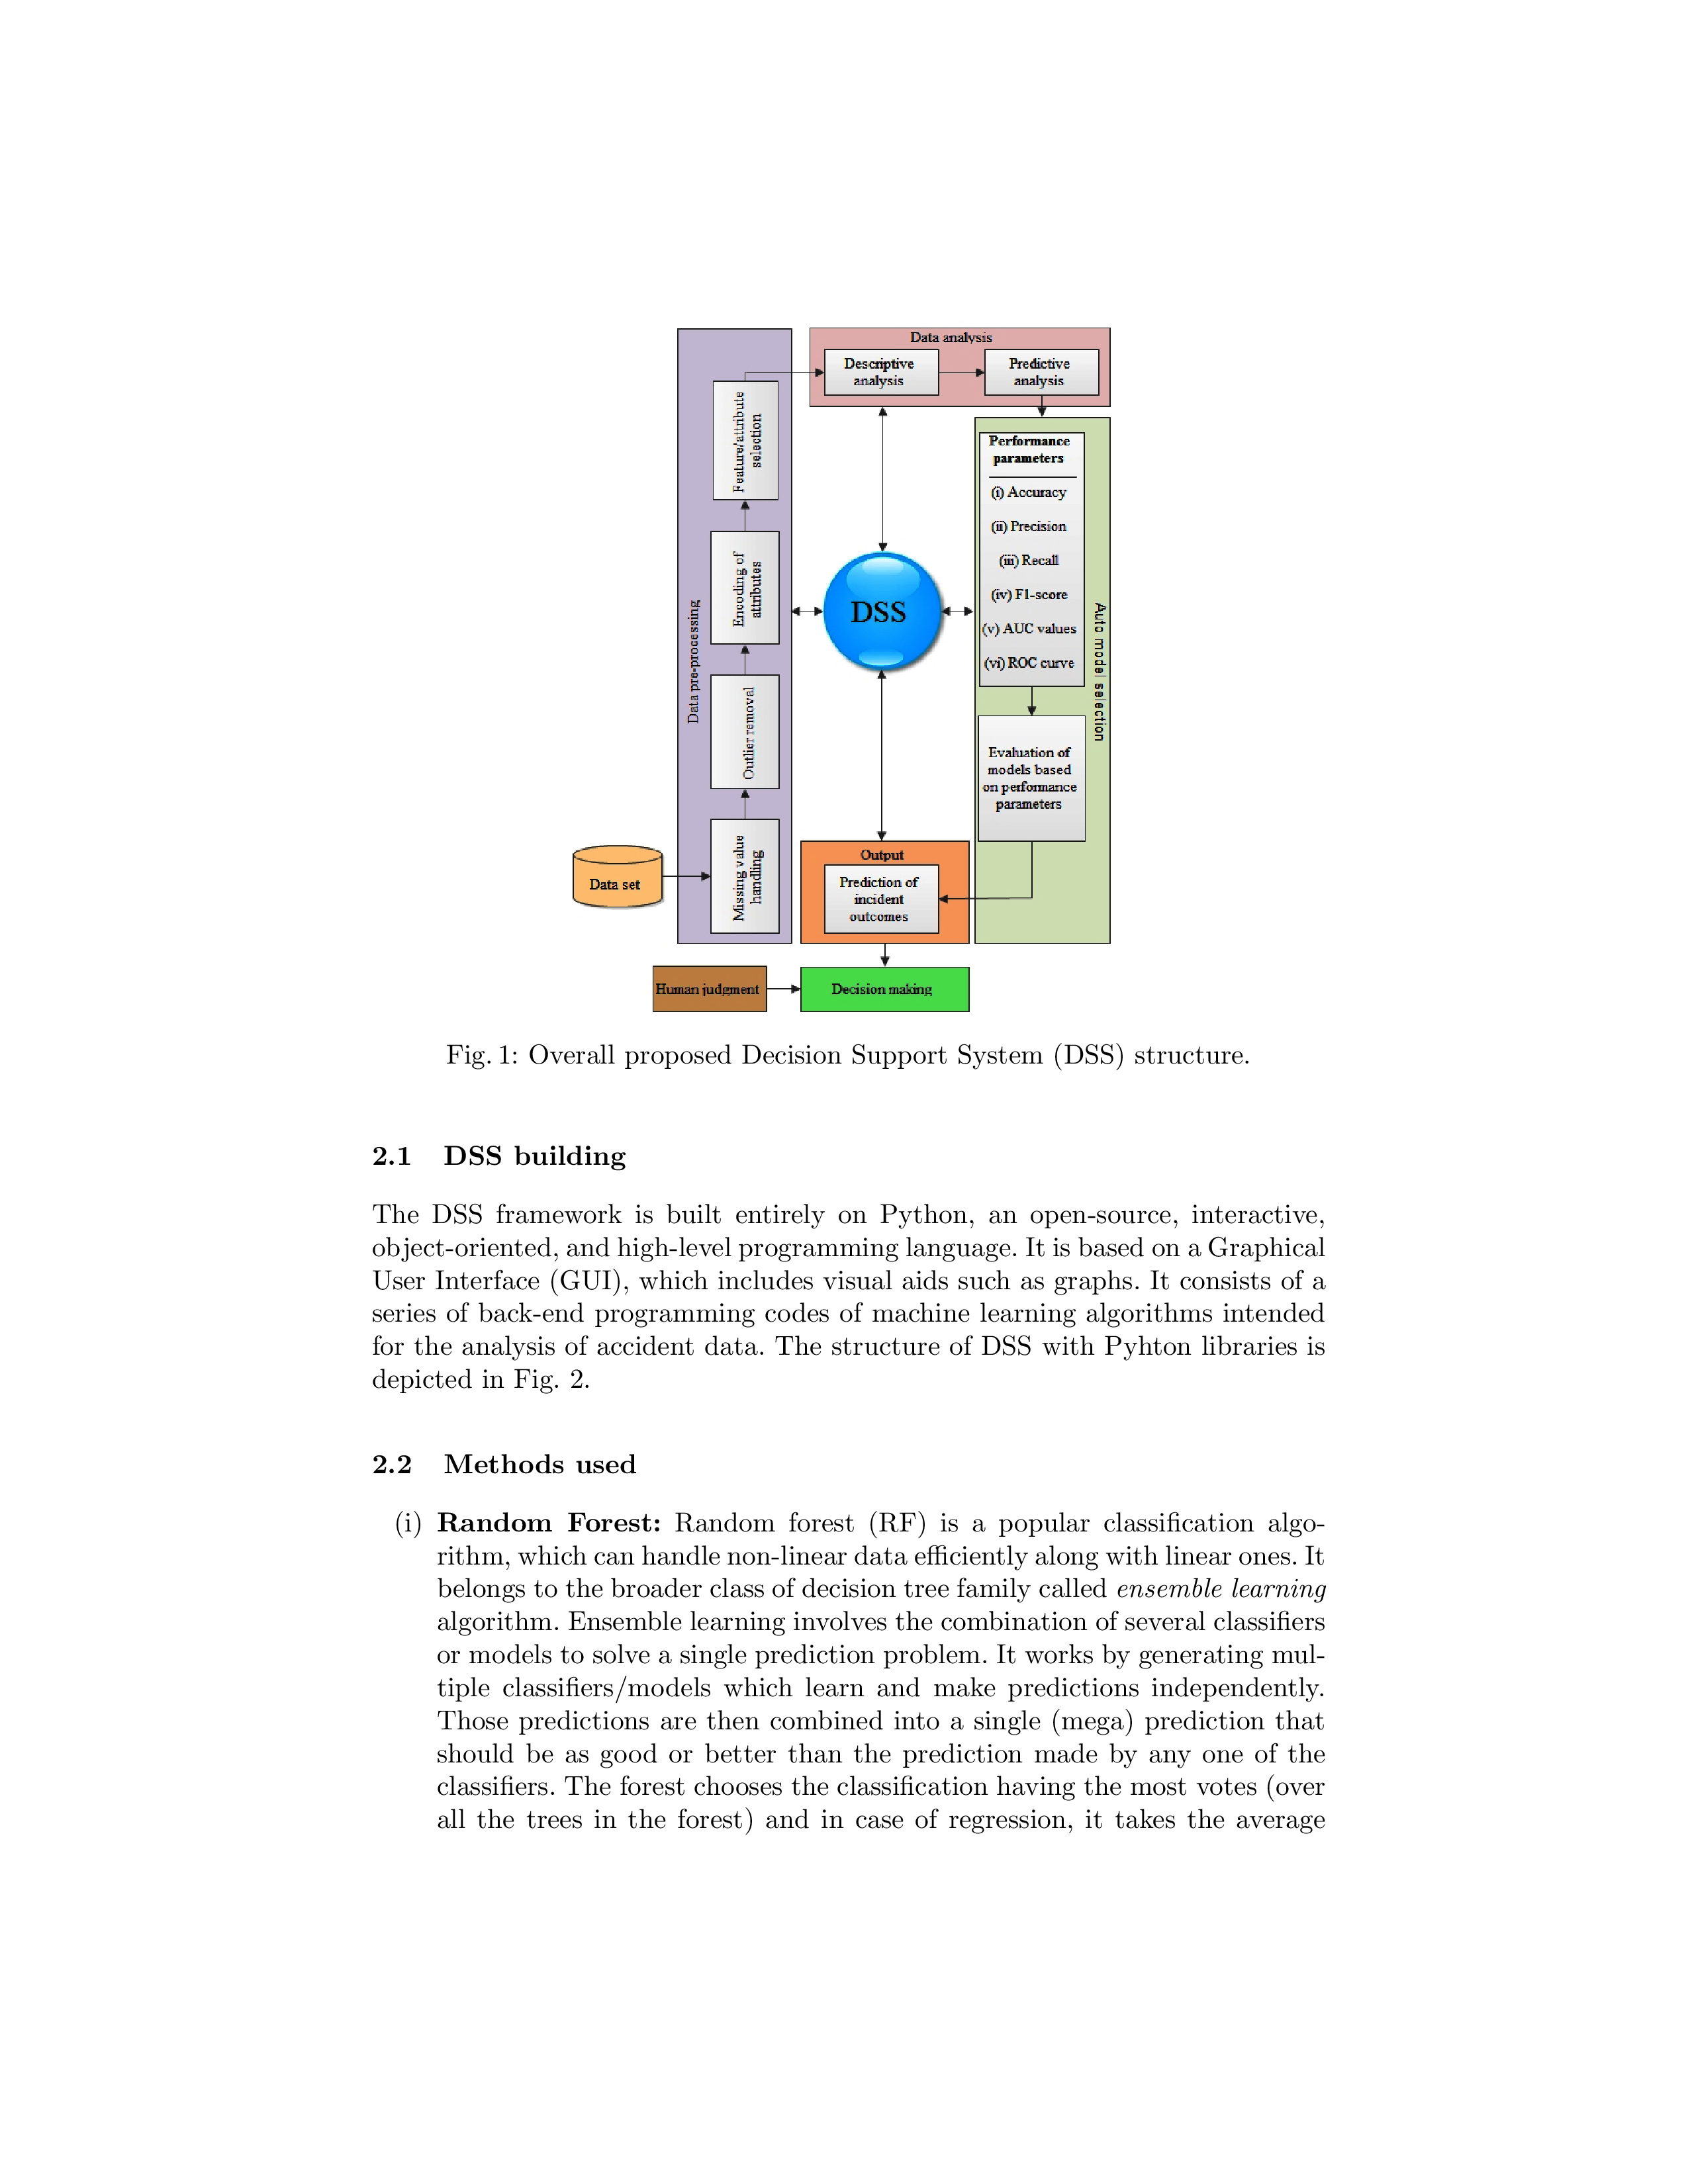 Data analysis
Descriptive
analysis
Predictive
analysis
Data pre-processing
Feature/attribute
selection
Encoding of
attributes
Outlier removal
Missing value
handling
Data set
DSS
Performance
parameters
(i) Accuracy
(ii) Precision
(iii) Recall
(iv) F1-score
(v) AUC values
(vi) ROC curve
Auto model selection
Evaluation of
models based
on performance
parameters
Output
Prediction of
incident
outcomes
Human judgment
Decision making
Fig. 1: Overall proposed Decision Support System (DSS) structure.
2.1 DSS building
The DSS framework is built entirely on Python, an open-source, interactive,
object-oriented, and high-level programming language. It is based on a Graphical
User Interface (GUI), which includes visual aids such as graphs. It consists of a
series of back-end programming codes of machine learning algorithms intended
for the analysis of accident data. The structure of DSS with Pyhton libraries is
depicted in Fig. 2.
2.2 Methods used
(i) Random Forest: Random forest (RF) is a popular classification algo-
rithm, which can handle non-linear data efficiently along with linear ones. It
belongs to the broader class of decision tree family called ensemble learning
algorithm. Ensemble learning involves the combination of several classifiers
or models to solve a single prediction problem. It works by generating mul-
tiple classifiers/models which learn and make predictions independently.
Those predictions are then combined into a single (mega) prediction that
should be as good or better than the prediction made by any one of the
classifiers. The forest chooses the classification having the most votes (over
all the trees in the forest) and in case of regression, it takes the average